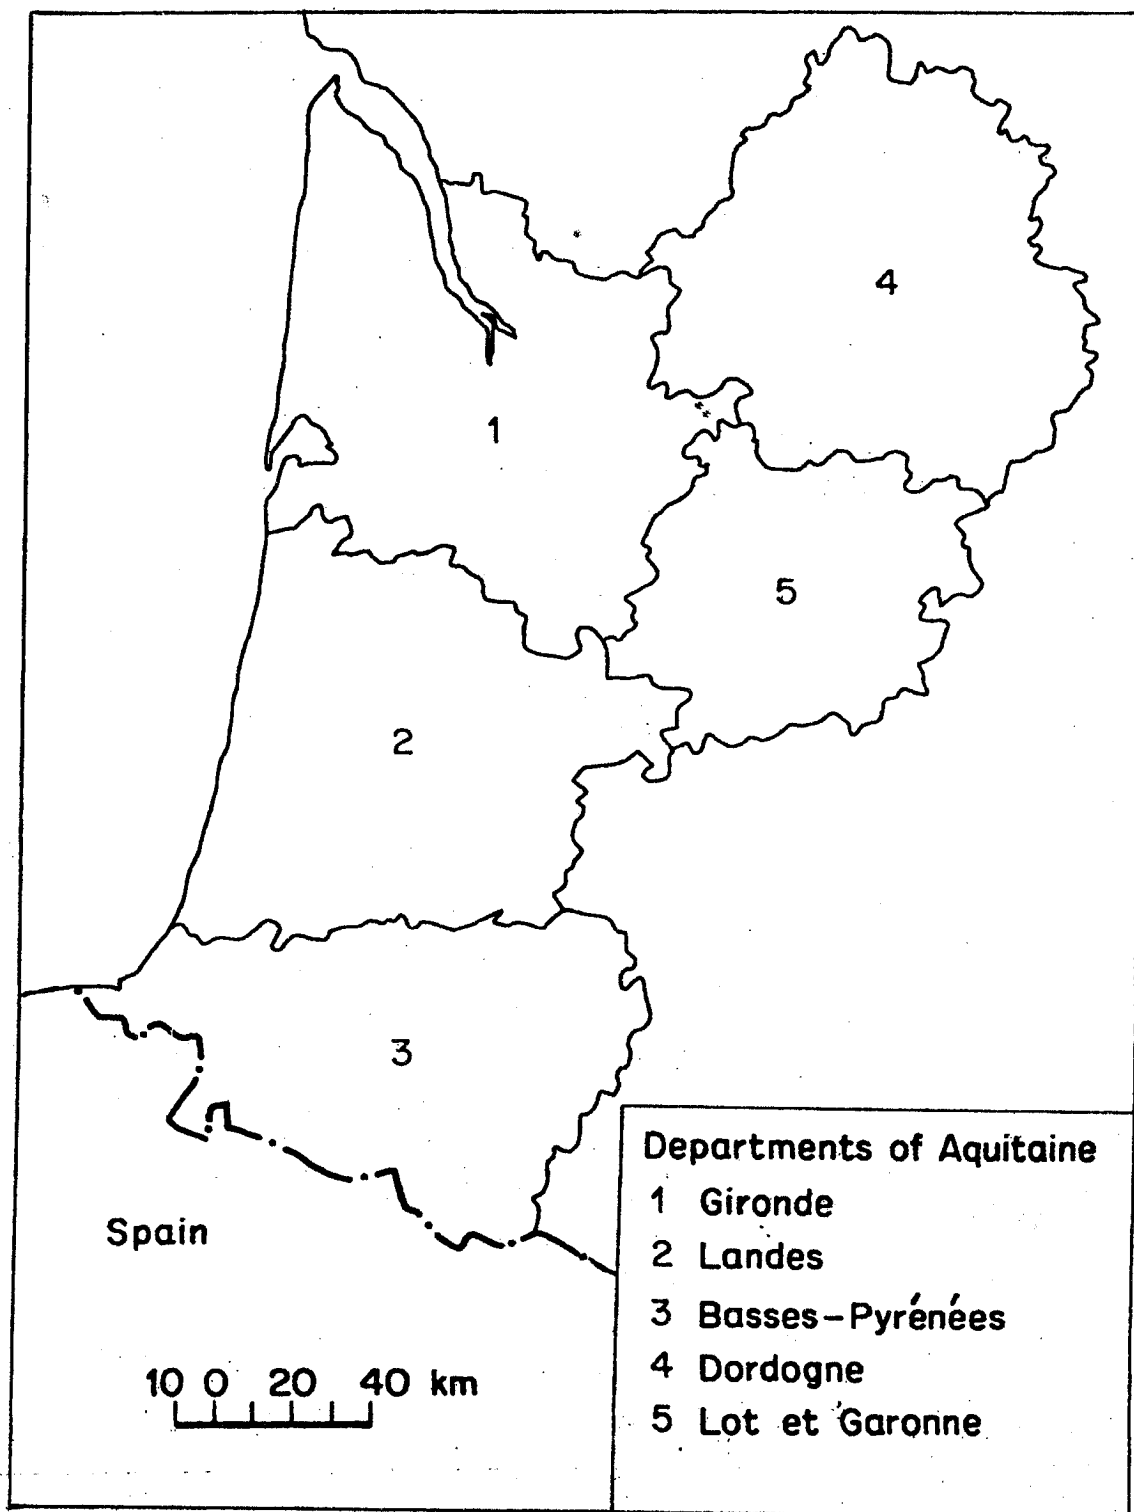 4
1
5
2
3
Spain
10 0 20 40 km
Departments of Aquitaine
1 Gironde
2 Landes
3 Basses-Pyrénées
4 Dordogne
5 Lot et Garonne